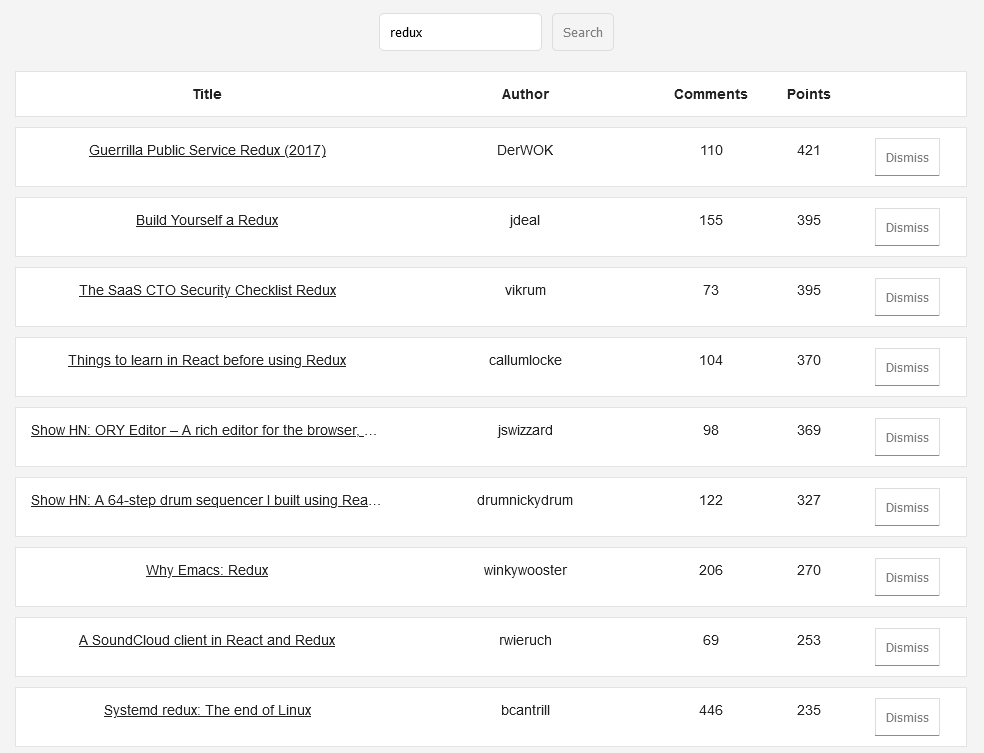 redux Search
Title Author Comments Points
Guerrilla Public Service Redux (2017) DerWOK 110 421 Dismiss
Build Yourself a Redux jdeal 155 395 Dismiss
The SaaS CTO Security Checklist Redux vikrum 73 395 Dismiss
Things to learn in React before using Redux callumlocke 104 370 Dismiss
Show HN: ORY Editor – A rich editor for the browser, … jswizzard 98 369 Dismiss
Show HN: A 64-step drum sequencer I built using Rea… drumnickydrum 122 327 Dismiss
Why Emacs: Redux winkywooster 206 270 Dismiss
A SoundCloud client in React and Redux rwieruch 69 253 Dismiss
Systemd redux: The end of Linux bcantrill 446 235 Dismiss